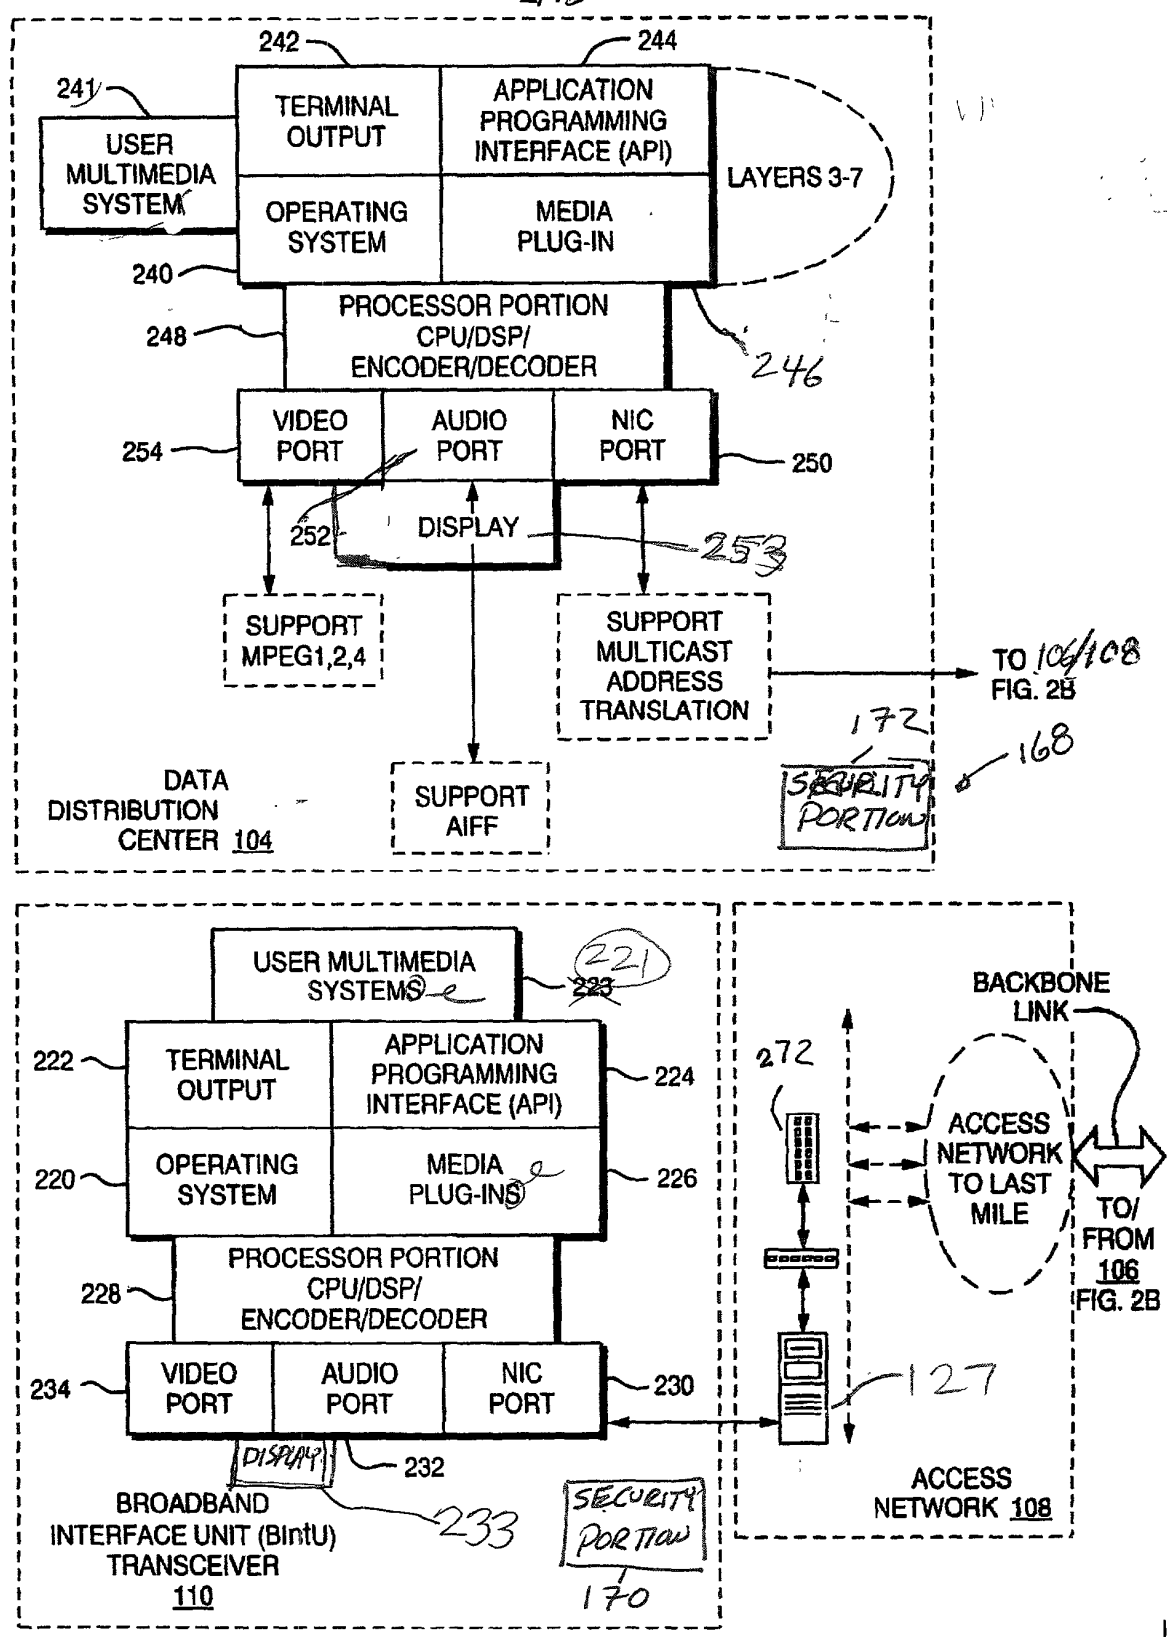 242
244
241
TERMINAL
OUTPUT
APPLICATION
PROGRAMMING
INTERFACE (API)
USER
MULTIMEDIA
SYSTEM
LAYERS 3-7
OPERATING
SYSTEM
MEDIA
PLUG-IN
240
PROCESSOR PORTION
CPU/DSP/
ENCODER/DECODER
248
246
VIDEO
PORT
AUDIO
PORT
NIC
PORT
254
250
252
DISPLAY
253
SUPPORT
MPEG1,2,4
SUPPORT
MULTICAST
ADDRESS
TRANSLATION
TO 106/108
FIG. 2B
172
168
SECURITY
PORTION
SUPPORT
AIFF
DATA
DISTRIBUTION
CENTER 104
USER MULTIMEDIA
SYSTEMS e
221
223
BACKBONE
LINK
222
TERMINAL
OUTPUT
APPLICATION
PROGRAMMING
INTERFACE (API)
224
272
ACCESS
NETWORK
TO LAST
MILE
220
OPERATING
SYSTEM
MEDIA
PLUG-INS e
226
TO/
FROM
106
FIG. 2B
228
PROCESSOR PORTION
CPU/DSP/
ENCODER/DECODER
234
VIDEO
PORT
AUDIO
PORT
NIC
PORT
230
127
DISPLAY
232
233
BROADBAND
INTERFACE UNIT (BIntU)
TRANSCEIVER
110
SECURITY
PORTION
170
ACCESS
NETWORK 108